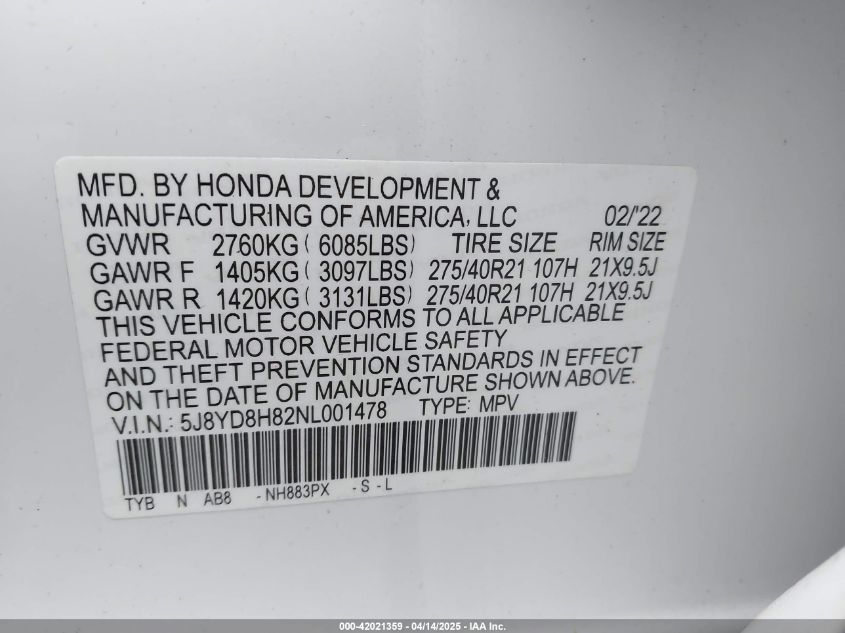 MFD. BY HONDA DEVELOPMENT &
MANUFACTURING OF AMERICA, LLC 02/'22
GVWR 2760KG ( 6085LBS) TIRE SIZE RIM SIZE
GAWR F 1405KG ( 3097LBS) 275/40R21 107H 21X9.5J
GAWR R 1420KG ( 3131LBS) 275/40R21 107H 21X9.5J
THIS VEHICLE CONFORMS TO ALL APPLICABLE
FEDERAL MOTOR VEHICLE SAFETY
AND THEFT PREVENTION STANDARDS IN EFFECT
ON THE DATE OF MANUFACTURE SHOWN ABOVE.
V.I.N.: 5J8YD8H82NL001478 TYPE: MPV
TYB N AB8 - NH883PX - S - L
000-42021359 - 04/14/2025 - IAA Inc.